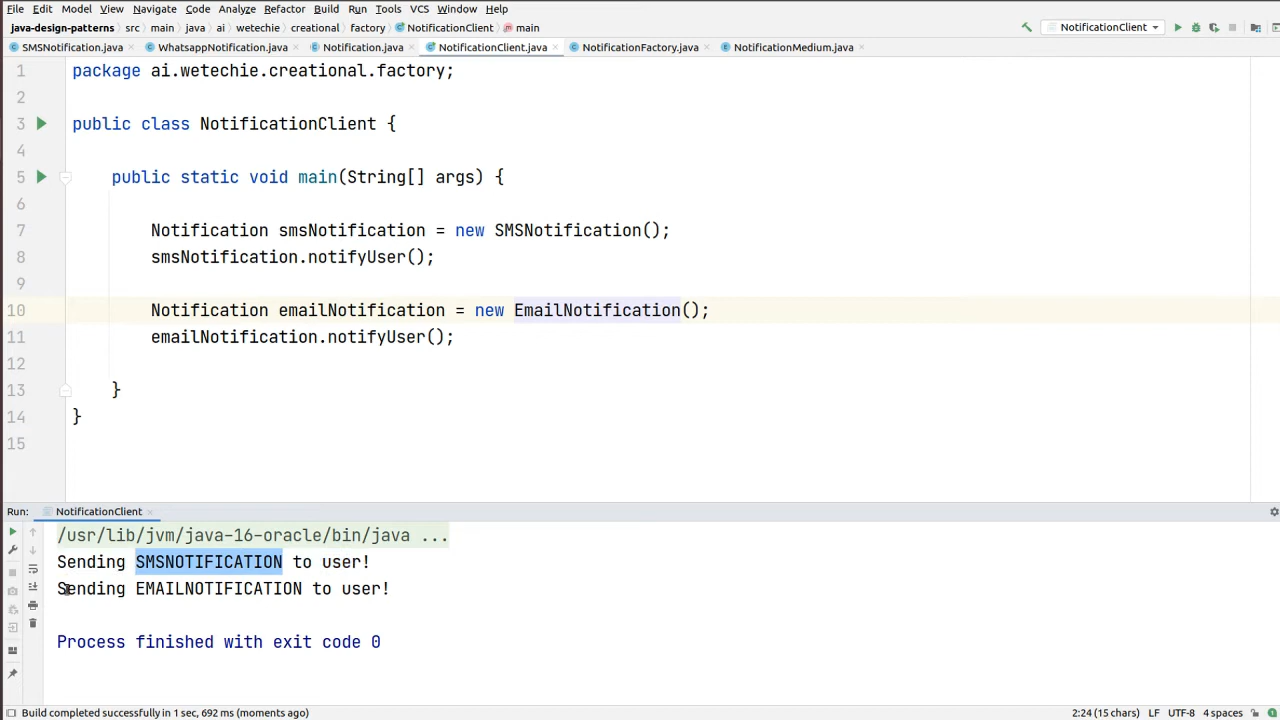 File Edit Model View Navigate Code Analyze Refactor Build Run Tools VCS Window Help
java-design-patterns src main java ai wetechie creational factory NotificationClient main NotificationClient
SMSNotification.java WhatsappNotification.java Notification.java NotificationClient.java NotificationFactory.java NotificationMedium.java
1 package ai.wetechie.creational.factory;
2
3 public class NotificationClient {
4
5 public static void main(String[] args) {
6
7 Notification smsNotification = new SMSNotification();
8 smsNotification.notifyUser();
9
10 Notification emailNotification = new EmailNotification();
11 emailNotification.notifyUser();
12
13 }
14 }
15
Run: NotificationClient
/usr/lib/jvm/java-16-oracle/bin/java ...
Sending SMSNOTIFICATION to user!
Sending EMAILNOTIFICATION to user!
Process finished with exit code 0
Build completed successfully in 1 sec, 692 ms (moments ago) 2:24 (15 chars) LF UTF-8 4 spaces